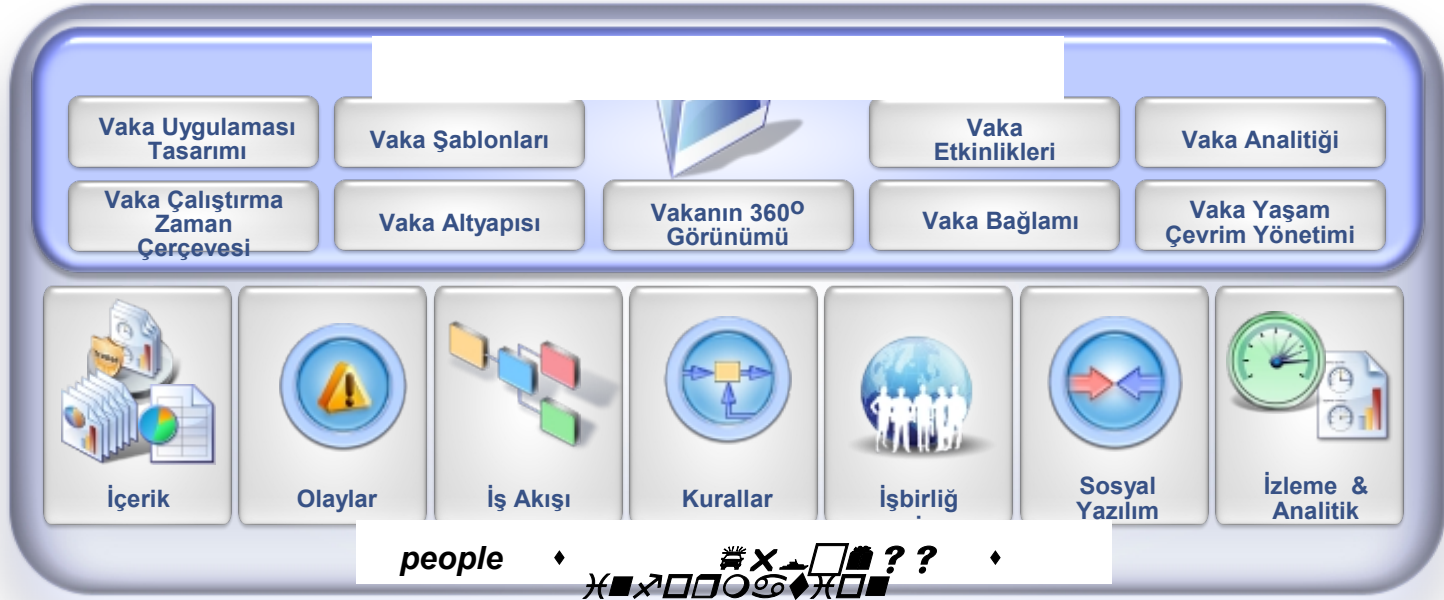 Vaka Uygulaması
Tasarımı
Vaka Şablonları
Vaka
Etkinlikleri
Vaka Analitiği
Vaka Çalıştırma
Zaman
Çerçevesi
Vaka Altyapısı
Vakanın 360º
Görünümü
Vaka Bağlamı
Vaka Yaşam
Çevrim Yönetimi
İçerik
Olaylar
İş Akışı
Kurallar
İşbirliğ
Sosyal
Yazılım
İzleme &
Analitik
people